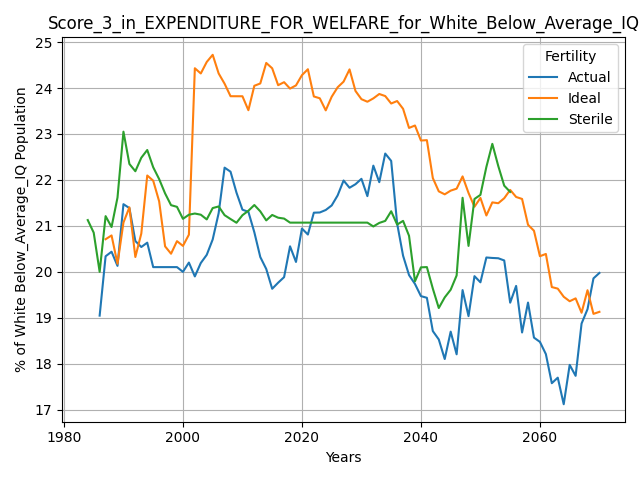 Score_3_in_EXPENDITURE_FOR_WELFARE_for_White_Below_Average_IQ
% of White Below_Average_IQ Population
25
24
23
22
21
20
19
18
17
Fertility
Actual
Ideal
Sterile
1980
2000
2020
2040
2060
Years